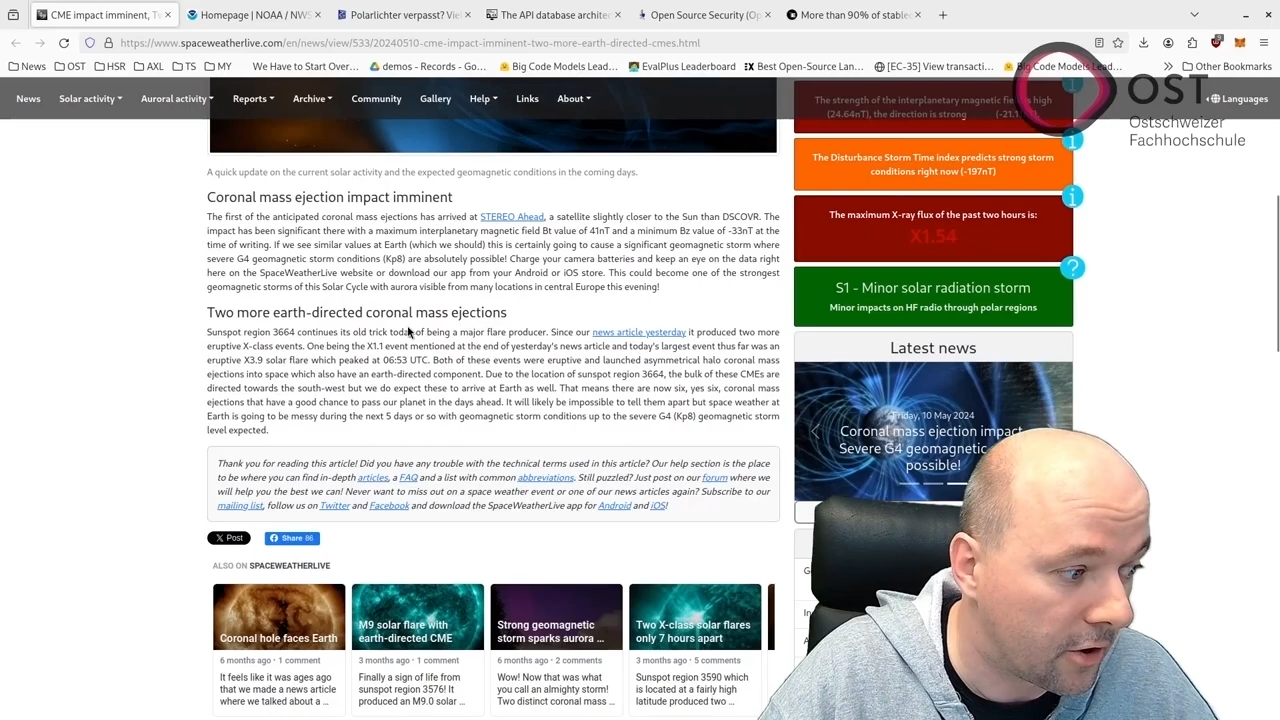 CME impact imminent, Tw
Homepage | NOAA / NWS
Polarlichter verpasst? Viel
The API database architec
Open Source Security (Op
More than 90% of stablec
https://www.spaceweatherlive.com/en/news/view/533/20240510-cme-impact-imminent-two-more-earth-directed-cmes.html
News
OST
HSR
AXL
TS
MY
We Have to Start Over…
demos - Records - Go…
Big Code Models Lead…
EvalPlus Leaderboard
Best Open-Source Lan…
[EC-35] View transacti…
Big Code Models Lead…
Other Bookmarks
News
Solar activity
Auroral activity
Reports
Archive
Community
Gallery
Help
Links
About
Languages
OST
Ostschweizer
Fachhochschule
The strength of the interplanetary magnetic field is high
(24.64nT), the direction is strong
The Disturbance Storm Time index predicts strong storm
conditions right now (-197nT)
The maximum X-ray flux of the past two hours is:
X1.54
S1 - Minor solar radiation storm
Minor impacts on HF radio through polar regions
Latest news
Friday, 10 May 2024
Coronal mass ejection impact
Severe G4 geomagnetic
possible!
A quick update on the current solar activity and the expected geomagnetic conditions in the coming days.
Coronal mass ejection impact imminent
The first of the anticipated coronal mass ejections has arrived at STEREO Ahead, a satellite slightly closer to the Sun than DSCOVR. The
impact has been significant there with a maximum interplanetary magnetic field Bt value of 41nT and a minimum Bz value of -33nT at the
time of writing. If we see similar values at Earth (which we should) this is certainly going to cause a significant geomagnetic storm where
severe G4 geomagnetic storm conditions (Kp8) are absolutely possible! Charge your camera batteries and keep an eye on the data right
here on the SpaceWeatherLive website or download our app from your Android or iOS store. This could become one of the strongest
geomagnetic storms of this Solar Cycle with aurora visible from many locations in central Europe this evening!
Two more earth-directed coronal mass ejections
Sunspot region 3664 continues its old trick today of being a major flare producer. Since our news article yesterday it produced two more
eruptive X-class events. One being the X1.1 event mentioned at the end of yesterday's news article and today's largest event thus far was an
eruptive X3.9 solar flare which peaked at 06:53 UTC. Both of these events were eruptive and launched asymmetrical halo coronal mass
ejections into space which also have an earth-directed component. Due to the location of sunspot region 3664, the bulk of these CMEs are
directed towards the south-west but we do expect these to arrive at Earth as well. That means there are now six, yes six, coronal mass
ejections that have a good chance to pass our planet in the days ahead. It will likely be impossible to tell them apart but space weather at
Earth is going to be messy during the next 5 days or so with geomagnetic storm conditions up to the severe G4 (Kp8) geomagnetic storm
level expected.
Thank you for reading this article! Did you have any trouble with the technical terms used in this article? Our help section is the place
to be where you can find in-depth articles, a FAQ and a list with common abbreviations. Still puzzled? Just post on our forum where we
will help you the best we can! Never want to miss out on a space weather event or one of our news articles again? Subscribe to our
mailing list, follow us on Twitter and Facebook and download the SpaceWeatherLive app for Android and iOS!
Post
Share 86
ALSO ON SPACEWEATHERLIVE
Coronal hole faces Earth
6 months ago · 1 comment
It feels like it was ages ago
that we made a news article
where we talked about a …
M9 solar flare with
earth-directed CME
3 months ago · 1 comment
Finally a sign of life from
sunspot region 3576! It
produced an M9.0 solar …
Strong geomagnetic
storm sparks aurora …
6 months ago · 2 comments
Wow! Now that was what
you call an almighty storm!
Two distinct coronal mass …
Two X-class solar flares
only 7 hours apart
3 months ago · 5 comments
Sunspot region 3590 which
is located at a fairly high
latitude produced two …